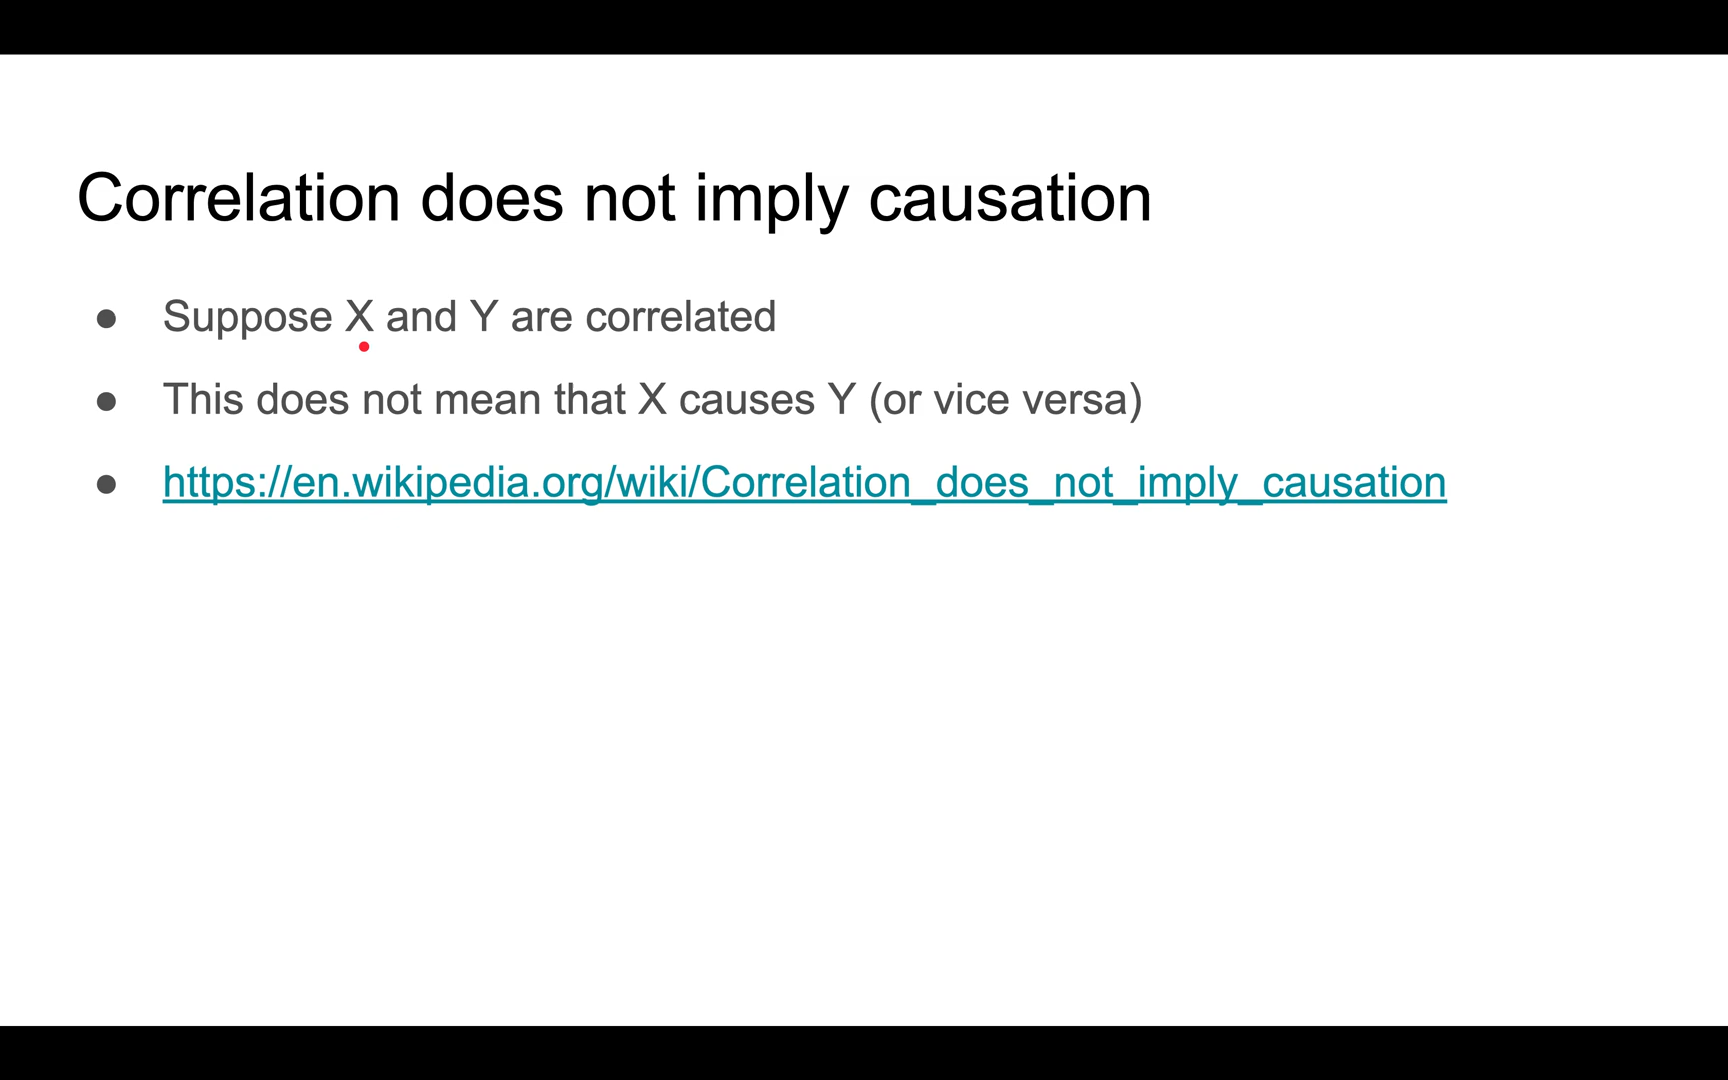 Correlation does not imply causation
● Suppose X and Y are correlated
● This does not mean that X causes Y (or vice versa)
● https://en.wikipedia.org/wiki/Correlation_does_not_imply_causation